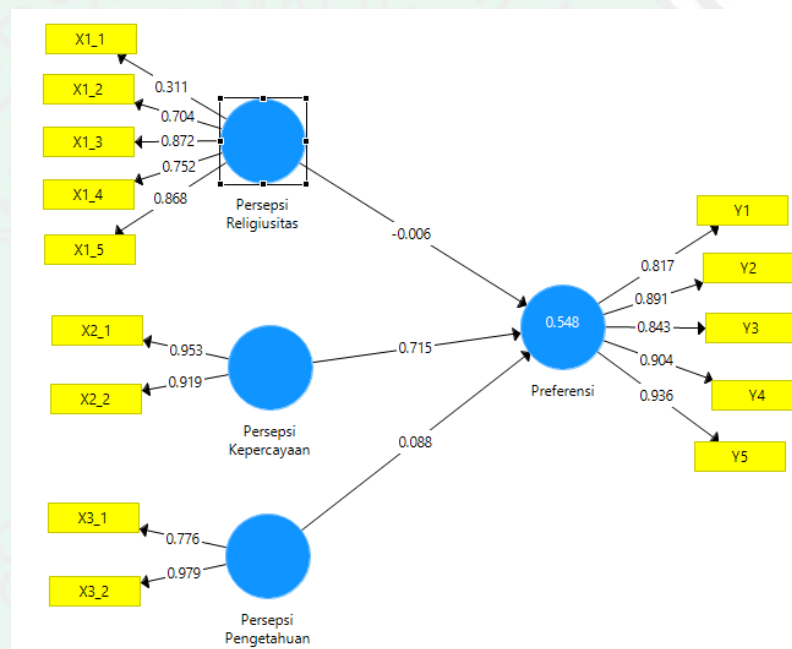 X1_1
0.311
X1_2
0.704
X1_3
0.872
X1_4
0.752
0.868
X1_5
Persepsi
Religiusitas
-0.006
X2_1
0.953
X2_2
0.919
Persepsi
Kepercayaan
0.715
X3_1
0.776
X3_2
0.979
Persepsi
Pengetahuan
0.088
0.548
Preferensi
Y1
0.817
Y2
0.891
Y3
0.843
Y4
0.904
Y5
0.936